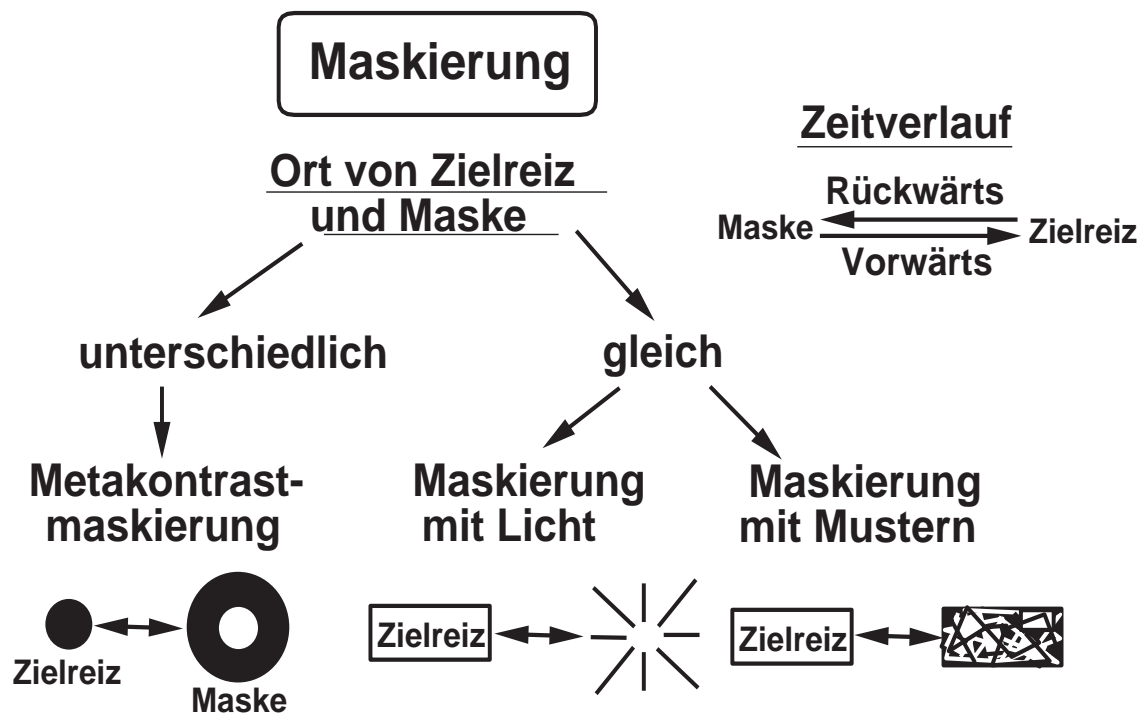 Maskierung
Ort von Zielreiz
und Maske
Zeitverlauf
Rückwärts
Maske Zielreiz
Vorwärts
unterschiedlich
gleich
Metakontrast-
maskierung
Maskierung
mit Licht
Maskierung
mit Mustern
Zielreiz
Maske
Zielreiz
Zielreiz